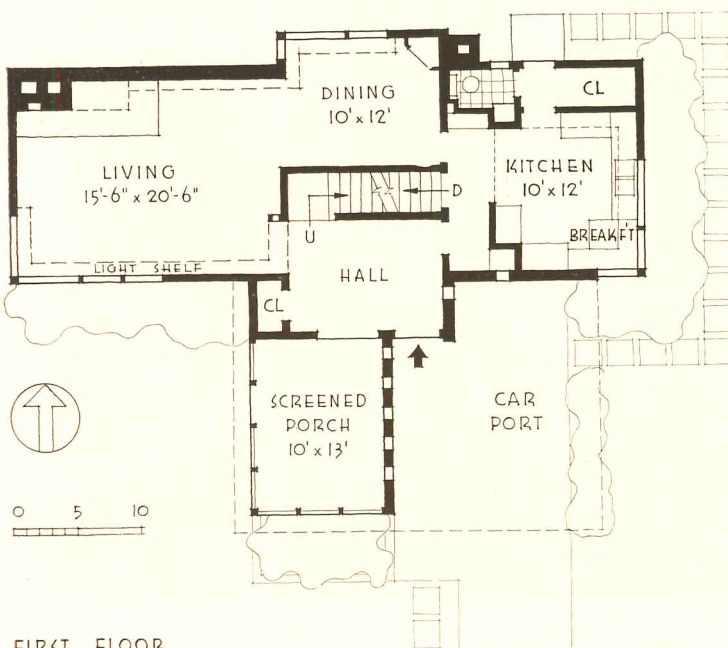 DINING
10' x 12'
CL
LIVING
15'-6" x 20'-6"
KITCHEN
10' x 12'
D
U
BREAKF'T
LIGHT SHELF
HALL
CL
SCREENED
PORCH
10' x 13'
CAR
PORT
0 5 10
FIRST FLOOR